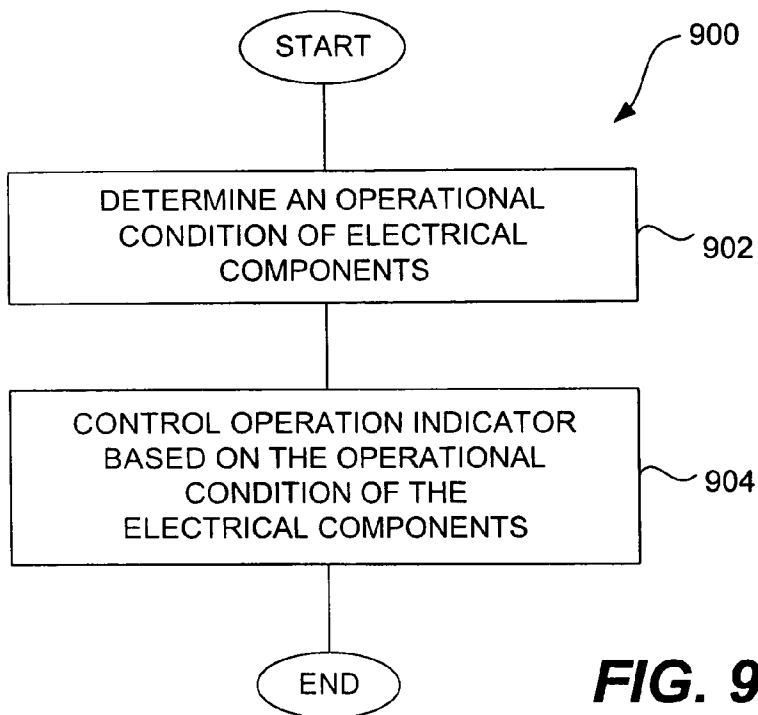 START
900
DETERMINE AN OPERATIONAL
CONDITION OF ELECTRICAL
COMPONENTS
902
CONTROL OPERATION INDICATOR
BASED ON THE OPERATIONAL
CONDITION OF THE
ELECTRICAL COMPONENTS
904
END
FIG. 9